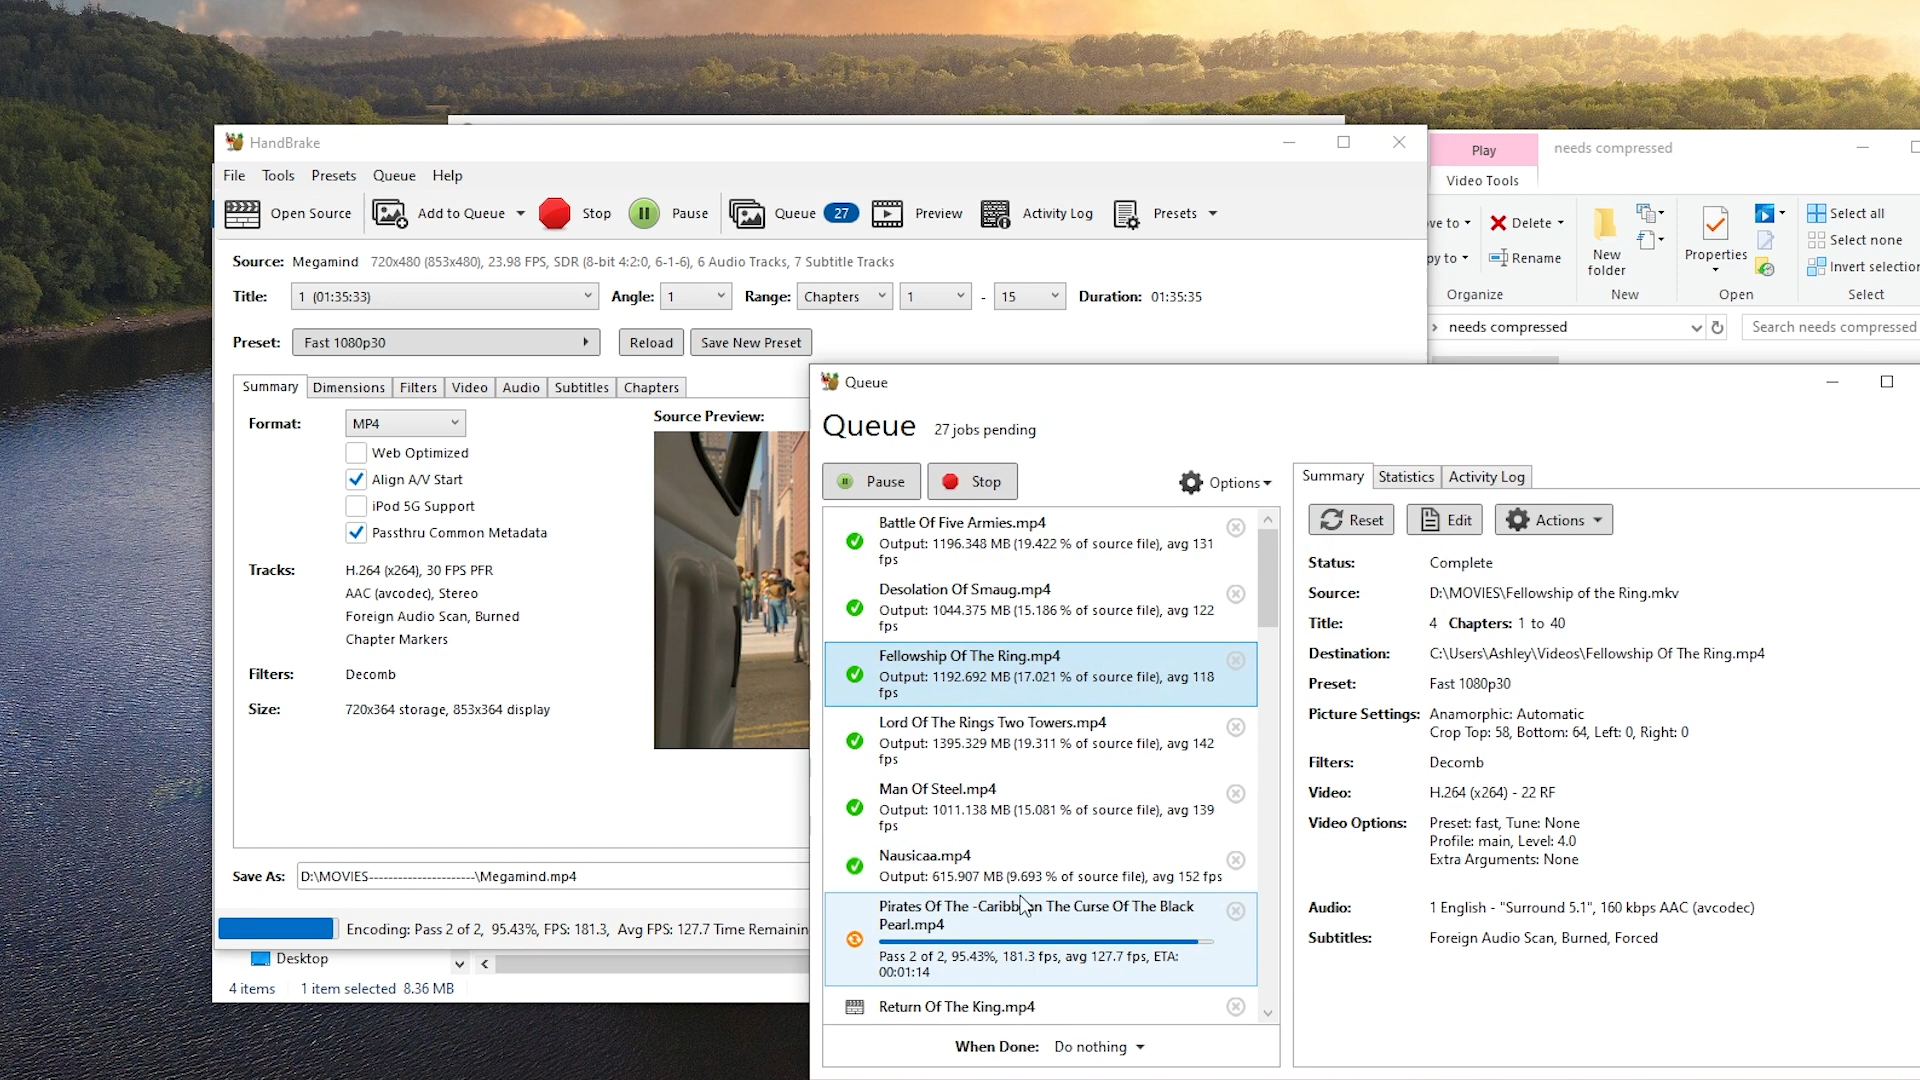 HandBrake
File Tools Presets Queue Help
Open Source Add to Queue Stop Pause Queue 27 Preview Activity Log Presets
Source: Megamind 720x480 (853x480), 23.98 FPS, SDR (8-bit 4:2:0, 6-1-6), 6 Audio Tracks, 7 Subtitle Tracks
Title: 1 (01:35:33) Angle: 1 Range: Chapters 1 - 15 Duration: 01:35:35
Preset: Fast 1080p30 Reload Save New Preset
Summary Dimensions Filters Video Audio Subtitles Chapters
Format: MP4
Source Preview:
Web Optimized
Align A/V Start
iPod 5G Support
Passthru Common Metadata
Tracks: H.264 (x264), 30 FPS PFR
AAC (avcodec), Stereo
Foreign Audio Scan, Burned
Chapter Markers
Filters: Decomb
Size: 720x364 storage, 853x364 display
Save As: D:\MOVIES----------------------\Megamind.mp4
Encoding: Pass 2 of 2, 95.43%, FPS: 181.3, Avg FPS: 127.7 Time Remainin
Desktop
4 items 1 item selected 8.36 MB
Play needs compressed
Video Tools
ve to Delete
py to Rename
New folder
Properties
Select all
Select none
Invert selection
Organize New Open Select
needs compressed Search needs compressed
Queue
Queue 27 jobs pending
Pause Stop Options
Battle Of Five Armies.mp4
Output: 1196.348 MB (19.422 % of source file), avg 131
fps
Desolation Of Smaug.mp4
Output: 1044.375 MB (15.186 % of source file), avg 122
fps
Fellowship Of The Ring.mp4
Output: 1192.692 MB (17.021 % of source file), avg 118
fps
Lord Of The Rings Two Towers.mp4
Output: 1395.329 MB (19.311 % of source file), avg 142
fps
Man Of Steel.mp4
Output: 1011.138 MB (15.081 % of source file), avg 139
fps
Nausicaa.mp4
Output: 615.907 MB (9.693 % of source file), avg 152 fps
Pirates Of The -Caribbean The Curse Of The Black
Pearl.mp4
Pass 2 of 2, 95.43%, 181.3 fps, avg 127.7 fps, ETA:
00:01:14
Return Of The King.mp4
When Done: Do nothing
Summary Statistics Activity Log
Reset Edit Actions
Status: Complete
Source: D:\MOVIES\Fellowship of the Ring.mkv
Title: 4 Chapters: 1 to 40
Destination: C:\Users\Ashley\Videos\Fellowship Of The Ring.mp4
Preset: Fast 1080p30
Picture Settings: Anamorphic: Automatic
Crop Top: 58, Bottom: 64, Left: 0, Right: 0
Filters: Decomb
Video: H.264 (x264) - 22 RF
Video Options: Preset: fast, Tune: None
Profile: main, Level: 4.0
Extra Arguments: None
Audio: 1 English - "Surround 5.1", 160 kbps AAC (avcodec)
Subtitles: Foreign Audio Scan, Burned, Forced